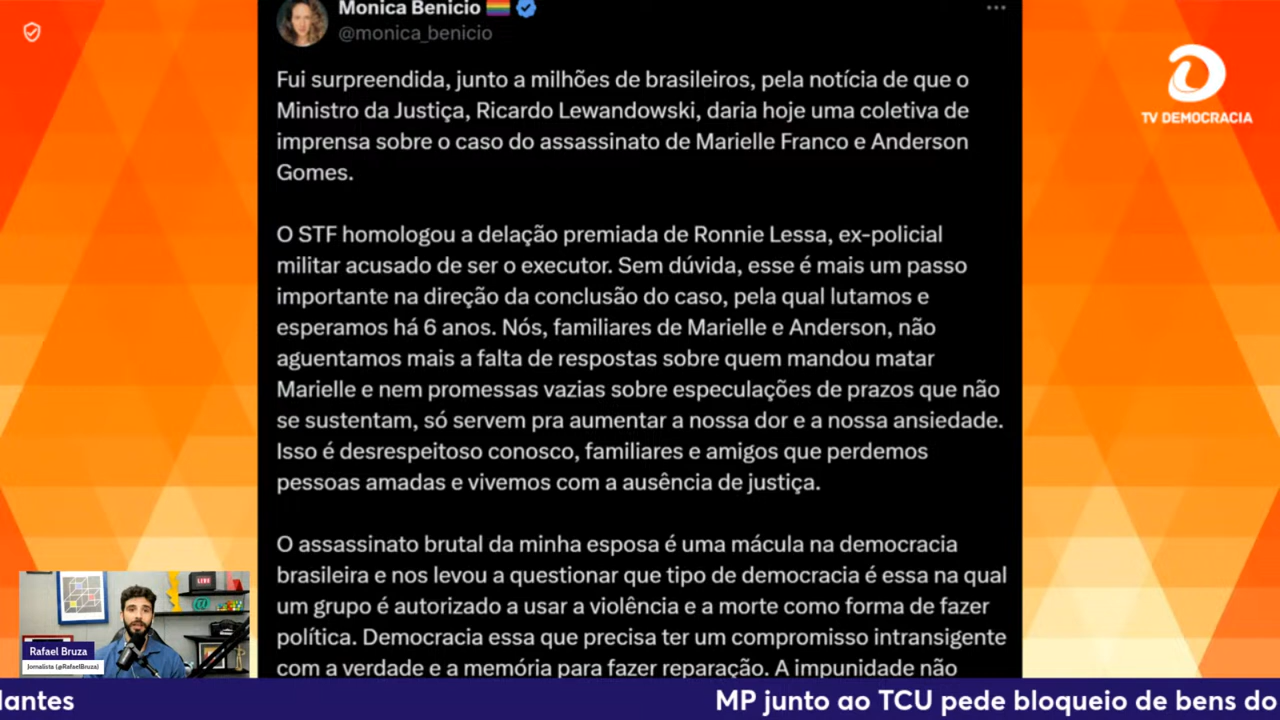 Monica Benicio
@monica_benicio
Fui surpreendida, junto a milhões de brasileiros, pela notícia de que o
Ministro da Justiça, Ricardo Lewandowski, daria hoje uma coletiva de
imprensa sobre o caso do assassinato de Marielle Franco e Anderson
Gomes.
O STF homologou a delação premiada de Ronnie Lessa, ex-policial
militar acusado de ser o executor. Sem dúvida, esse é mais um passo
importante na direção da conclusão do caso, pela qual lutamos e
esperamos há 6 anos. Nós, familiares de Marielle e Anderson, não
aguentamos mais a falta de respostas sobre quem mandou matar
Marielle e nem promessas vazias sobre especulações de prazos que não
se sustentam, só servem pra aumentar a nossa dor e a nossa ansiedade.
Isso é desrespeitoso conosco, familiares e amigos que perdemos
pessoas amadas e vivemos com a ausência de justiça.
O assassinato brutal da minha esposa é uma mácula na democracia
brasileira e nos levou a questionar que tipo de democracia é essa na qual
um grupo é autorizado a usar a violência e a morte como forma de fazer
política. Democracia essa que precisa ter um compromisso intransigente
com a verdade e a memória para fazer reparação. A impunidade não
TV DEMOCRACIA
LIVE
Rafael Bruza
Jornalista (@RafaelBruza)
dantes
MP junto ao TCU pede bloqueio de bens do